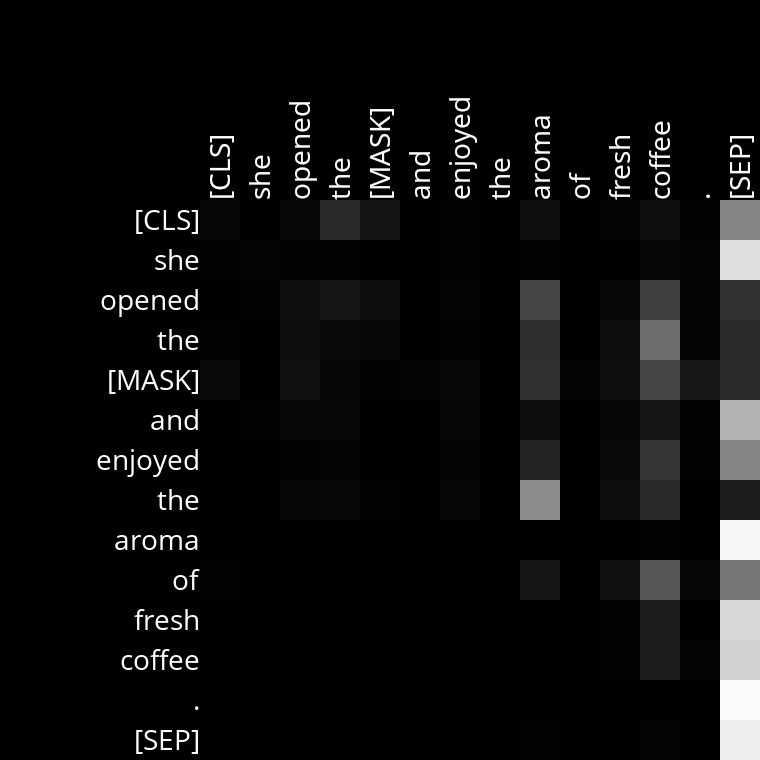 [CLS] she opened the [MASK] and enjoyed the aroma of fresh coffee . [SEP]
[CLS]
she
opened
the
[MASK]
and
enjoyed
the
aroma
of
fresh
coffee
.
[SEP]